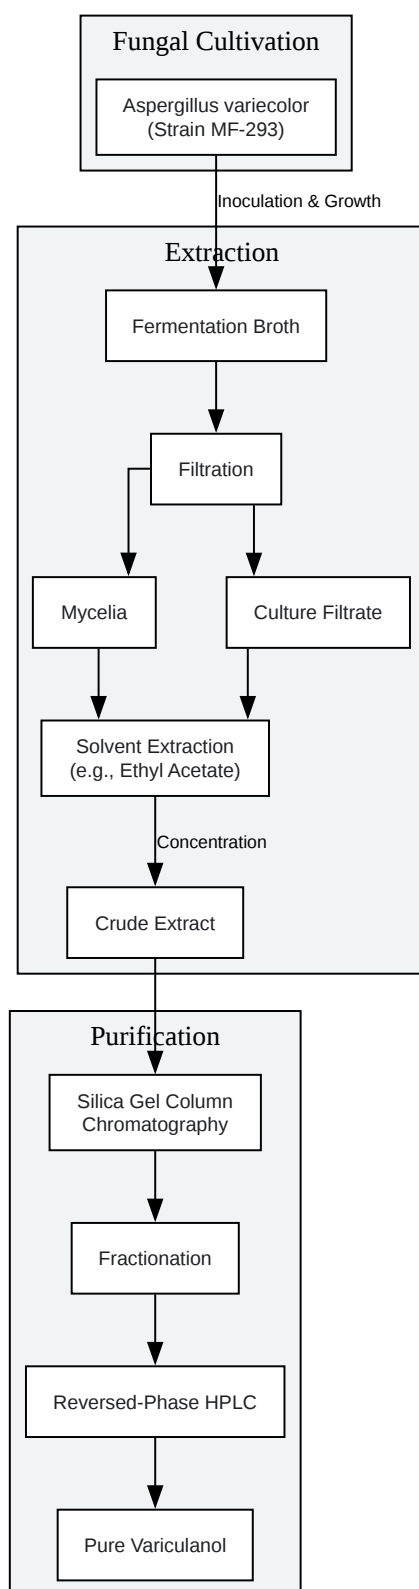 Fungal Cultivation
Aspergillus variecolor
(Strain MF-293)
Inoculation & Growth
Extraction
Fermentation Broth
Filtration
Mycelia
Culture Filtrate
Solvent Extraction
(e.g., Ethyl Acetate)
Concentration
Crude Extract
Purification
Silica Gel Column
Chromatography
Fractionation
Reversed-Phase HPLC
Pure Variculanol